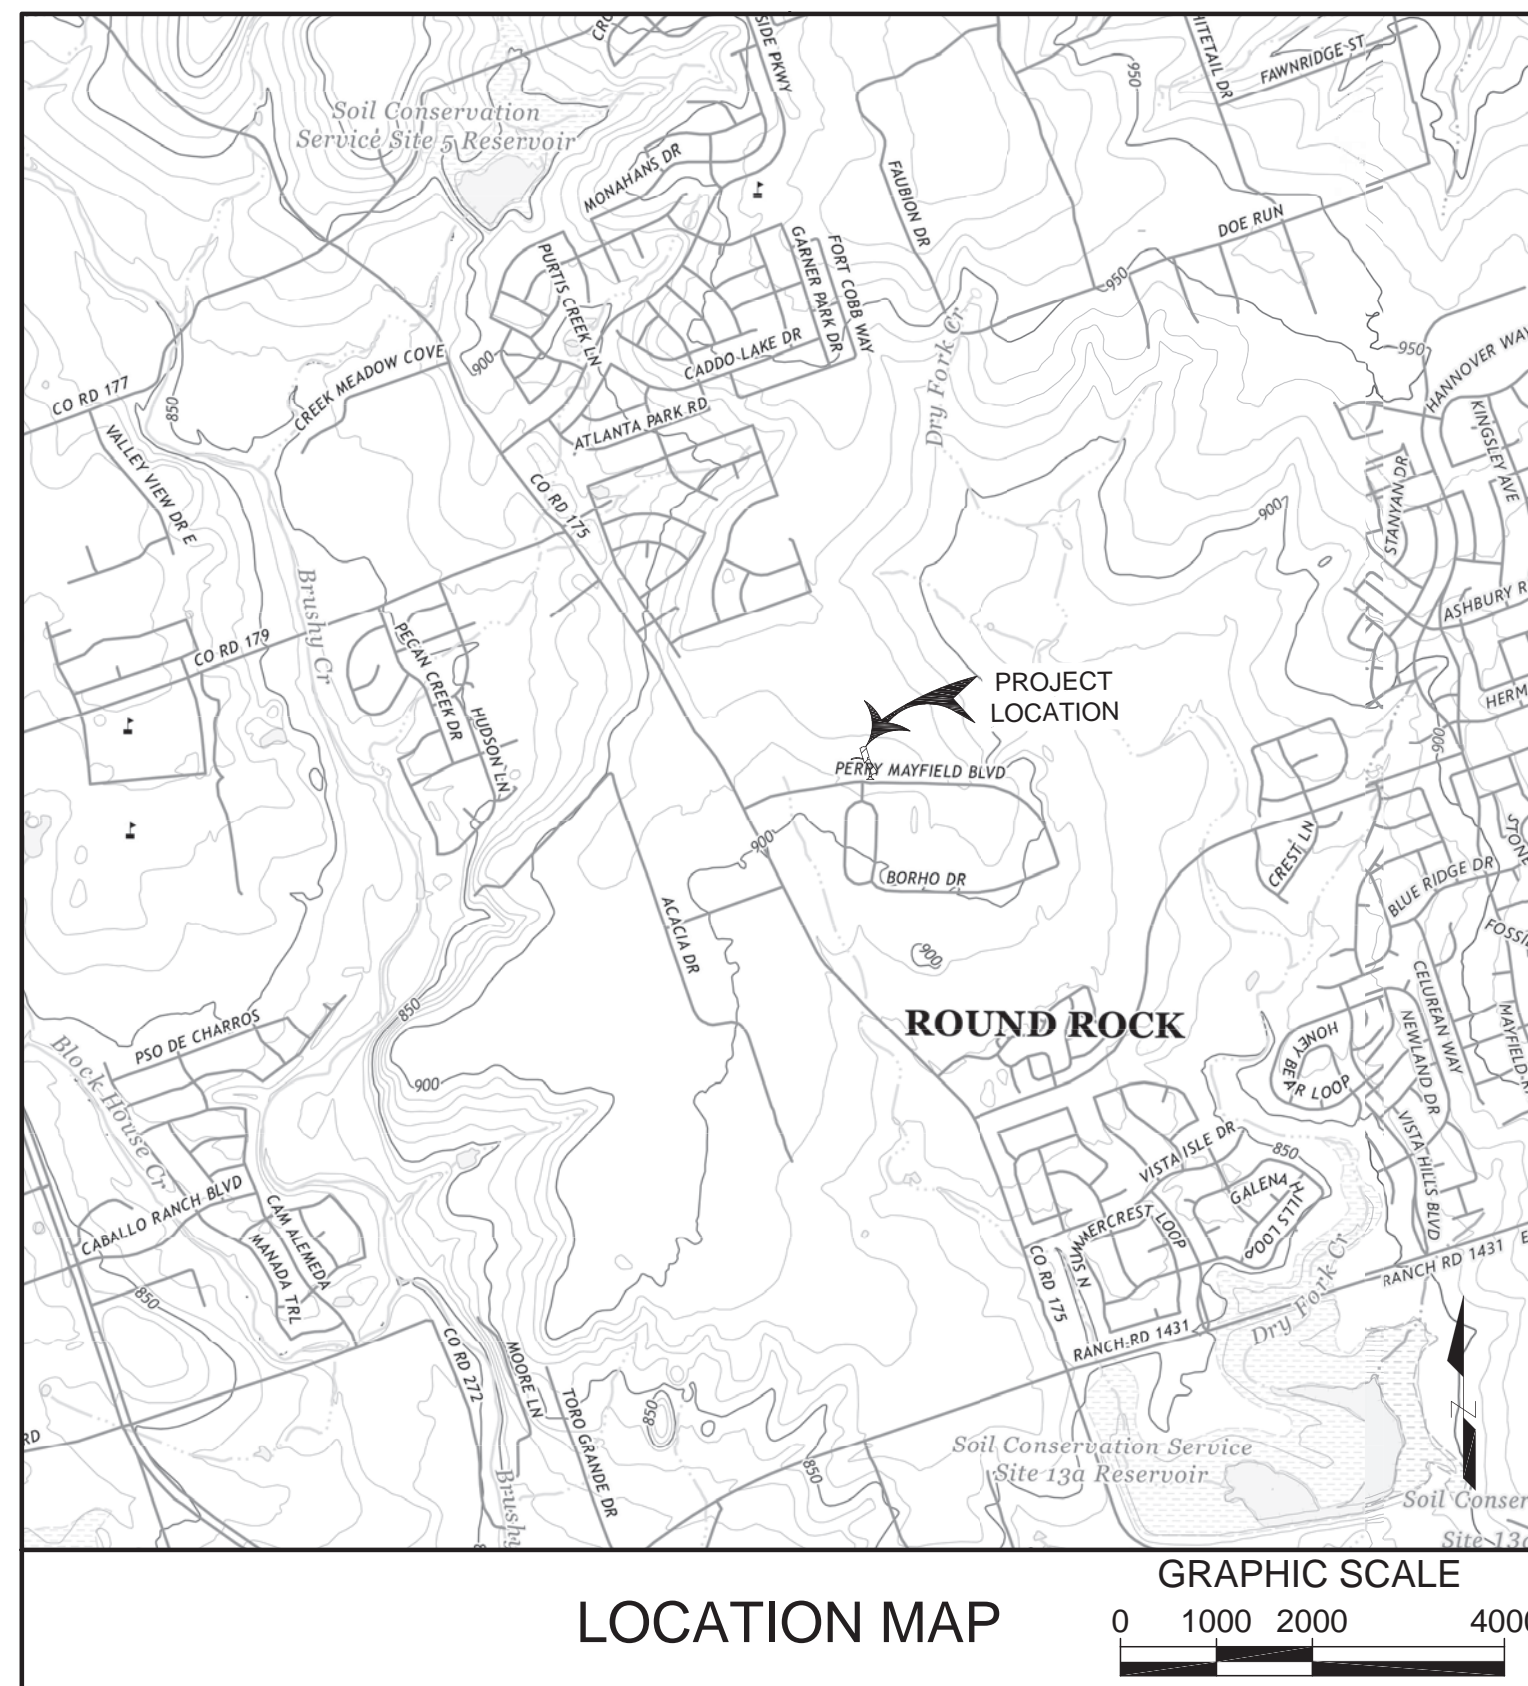 SIDE PKWY
FAWNRIDGE ST
950
Soil Conservation
Service Site 5 Reservoir
MONAHANS DR
FAUBION DR
DOE RUN
PURTIS CREEK LN
GARNER PARK DR
FORT COBB WAY
950
Dry Fork Cr
950
HANNOVER WAY
CO RD 177
850
CREEK MEADOW COVE
900
CADDO LAKE DR
ATLANTA PARK RD
KINGSLEY AVE
VALLEY VIEW DR E
CO RD 175
900
STANYAN DR
Brushy Cr
CO RD 179
PECAN CREEK DR
HUDSON LN
PROJECT
LOCATION
900
PERRY MAYFIELD BLVD
900
BORHO DR
CREST LN
BLUE RIDGE DR
ACACIA DR
900
850
PSO DE CHARROS
ROUND ROCK
CELUREAN WAY
NEWLAND DR
HONEY BEAR LOOP
Block House Cr
900
VISTA ISLE DR
850
VISTA HILLS BLVD
GALENA HILLS LOOP
CABALLO RANCH BLVD
CAM ALEMEDA
MANADA TRL
850
CO RD 175
RANCH RD 1431
RANCH RD 1431
Dry Fork Cr
CO RD 272
MOORE LN
TORO GRANDE DR
850
850
RD
Brushy
Soil Conservation Service
Site 13a Reservoir
Z
LOCATION MAP
GRAPHIC SCALE
0 1000 2000